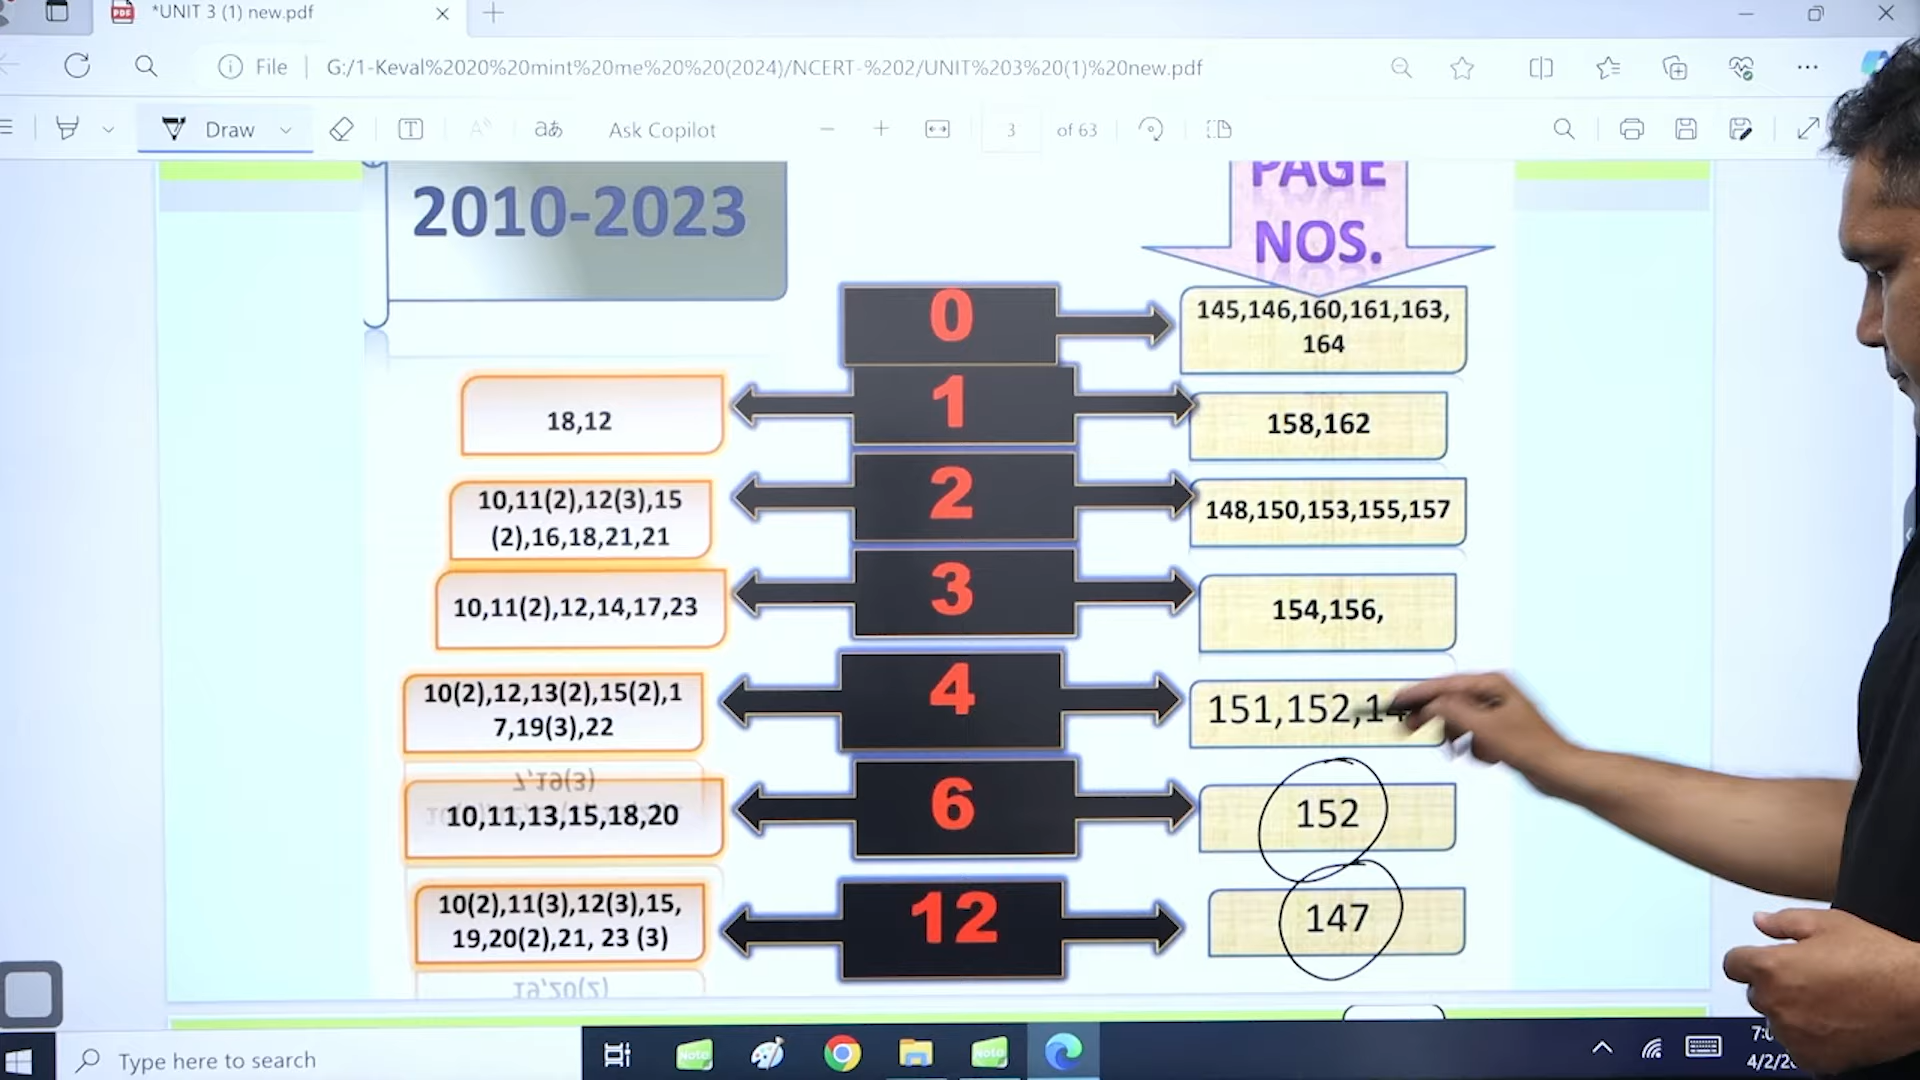 *UNIT 3 (1) new.pdf
File
G:/1-Keval%2020%20mint%20me%20%20(2024)/NCERT-%202/UNIT%203%20(1)%20new.pdf
Draw
Ask Copilot
3 of 63
2010-2023
PAGE
NOS.
0
145,146,160,161,163,
164
18,12
1
158,162
10,11(2),12(3),15
(2),16,18,21,21
2
148,150,153,155,157
10,11(2),12,14,17,23
3
154,156,
10(2),12,13(2),15(2),1
7,19(3),22
4
151,152,14
10,11,13,15,18,20
6
152
10(2),11(3),12(3),15,
19,20(2),21, 23 (3)
12
147
Type here to search
Note
Note